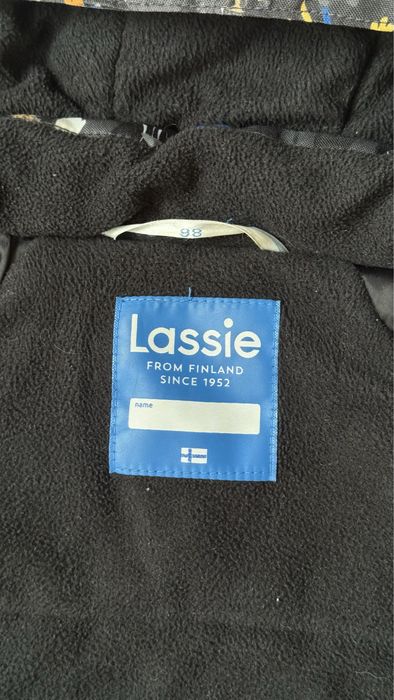 98
Lassie
FROM FINLAND
SINCE 1952
name